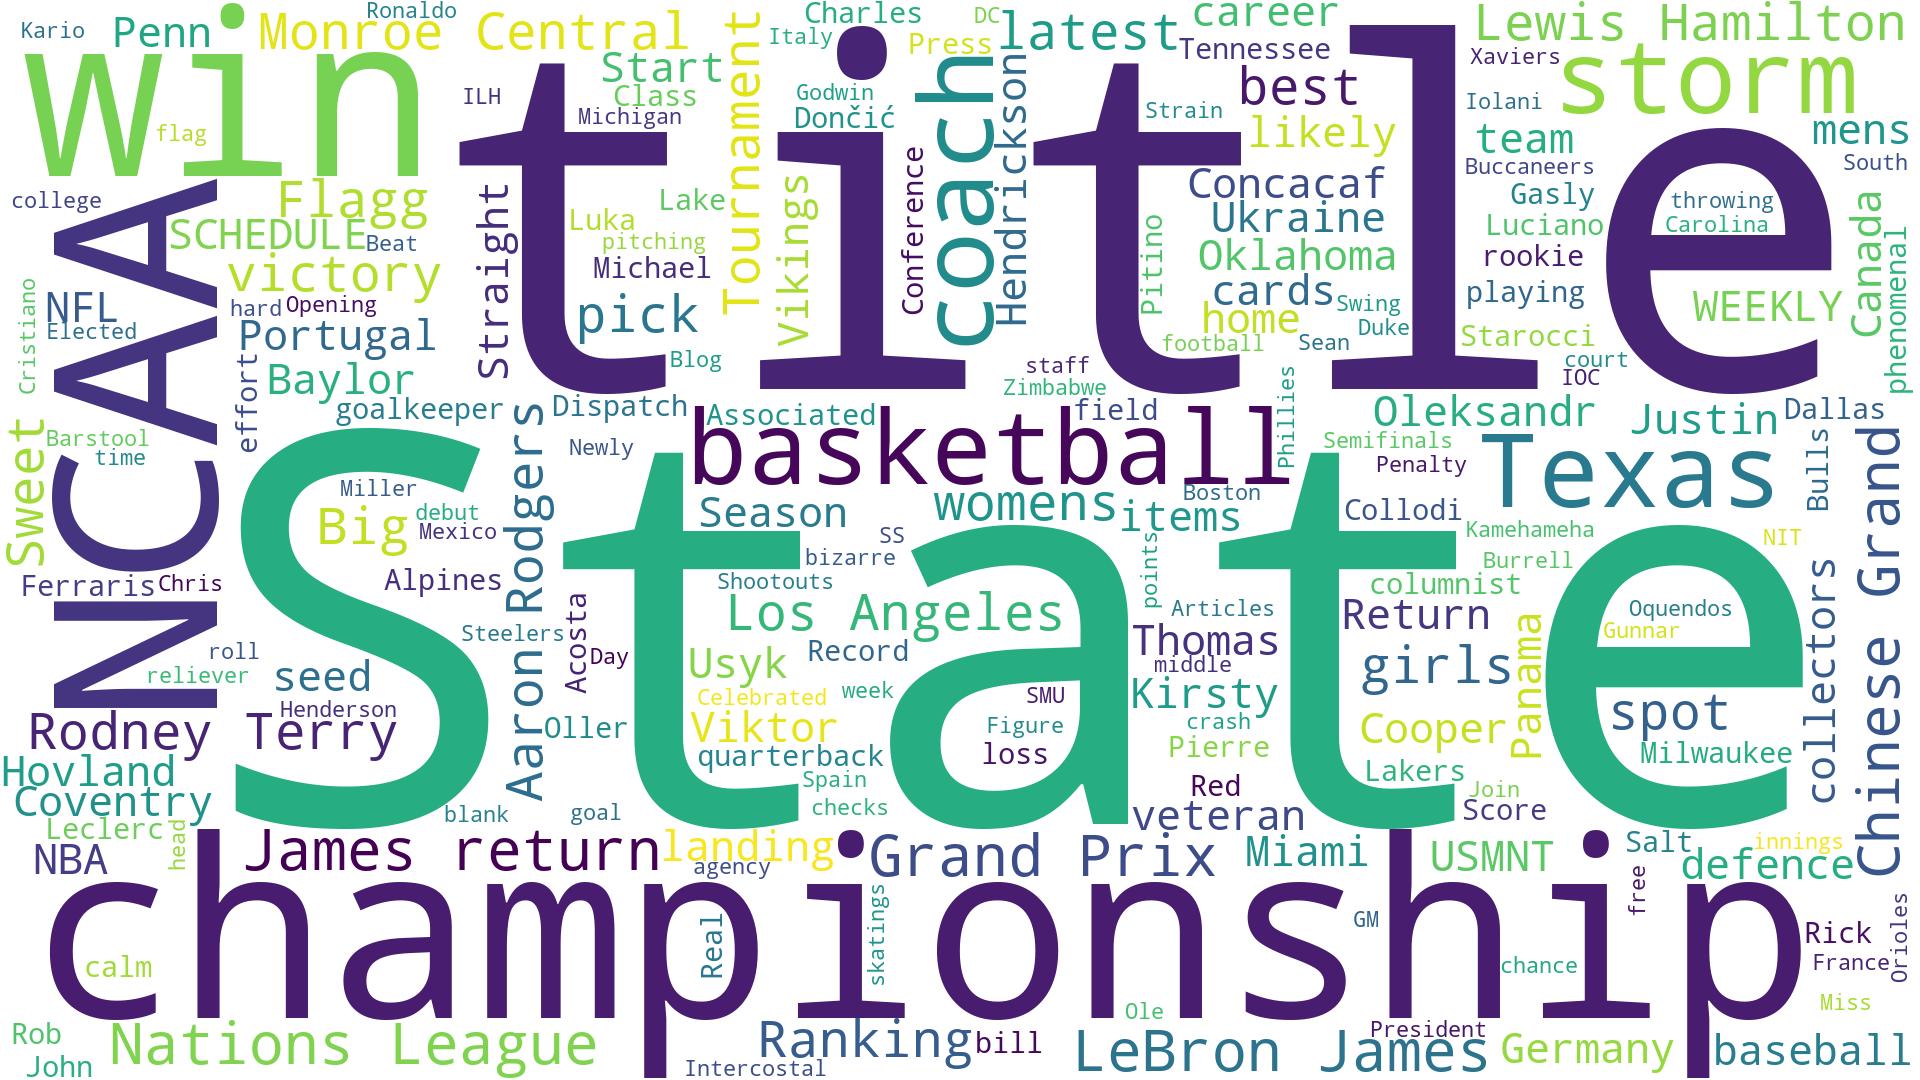 Kario
Penn
Monroe Central
Ronaldo
Charles
Italy
DC
Press
latest
career
Tennessee
Lewis Hamilton
Xaviers
storm
win
flag
title
ILH
Start
Class
Michigan
Tournament
Godwin
Dončić
coach
Hendrickson
Strain
best
likely
Iolani
team
mens
Buccaneers
South
college
Flagg
SCHEDULE
Beat
victory
Straight
Lake
Luka
pitching
Michael
Vikings
Conference
Concacaf
Ukraine
Oklahoma
Pitino
cards
Swing
home
Duke
football
Sean
Gasly
Luciano
rookie
playing
Starocci
court
IOC
throwing
Carolina
WEEKLY
Canada
phenomenal
NCAA
NFL
Elected
Cristiano
hard
Opening
Portugal
pick
Blog
staff
Zimbabwe
Baylor
effort
goalkeeper
Dispatch
Associated
field
Phillies
Oleksandr
Justin
Dallas
Sweet
Barstool
time
Newly
basketball
Semifinals
Penalty
Texas
Bulls
Chinese Grand
State
Miller
Big
debut
Mexico
Aaron Rodgers
Season
womens
items
Boston
SS
bizarre
Collodi
Kamehameha
NIT
Burrell
Ferraris
Chris
Alpines
Shootouts
points
columnist
collectors
Los Angeles
Articles
Return
Oquendos
Gunnar
Steelers
Acosta
Day
Usyk
Record
Thomas
middle
girls
Panama
roll
reliever
seed
Celebrated
week
SMU
Kirsty
Henderson
Rodney Terry
Oller
Viktor
Figure
crash
Cooper
spot
quarterback
loss
Pierre
Milwaukee
Hovland
Spain
Red
Lakers
Coventry
checks
Join
blank
goal
veteran
Score
Leclerc
head
NBA
James return
landing
agency
Grand Prix
Miami
USMNT
Salt
innings
defence
championship
calm
Real
skatings
GM
free
Rick
Orioles
chance
France
Miss
Ole
Rob
John
Nations League
Ranking
bill
Intercostal
LeBron James
President
Germany
baseball